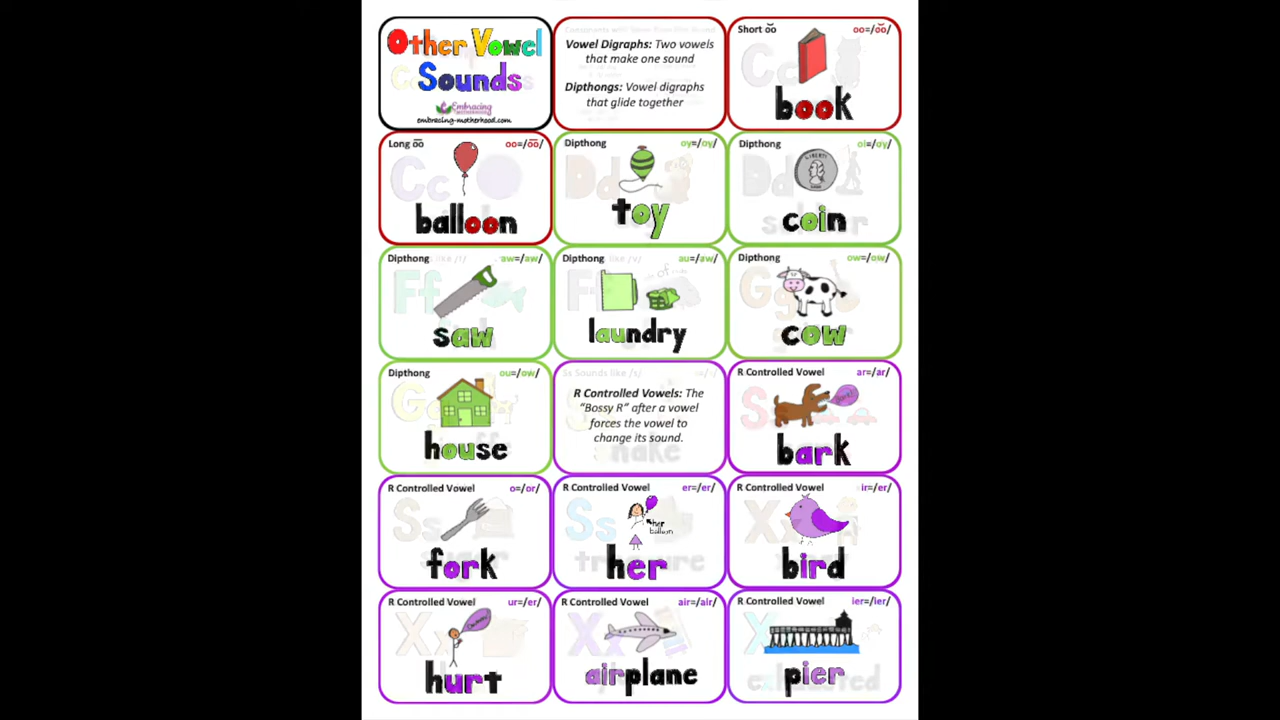 Other Vowel
Sounds
Embracing
MOTHERHOOD
embracing-motherhood.com
Vowel Digraphs: Two vowels
that make one sound
Dipthongs: Vowel digraphs
that glide together
Short o͝o oo=/o͝o/
book
Long o͞o oo=/o͞o/
balloon
Dipthong oy=/oy/
toy
Dipthong oi=/oy/
LIBERTY
coin
Dipthong aw=/aw/
saw
Dipthong au=/aw/
laundry
Dipthong ow=/ow/
cow
Dipthong ou=/ow/
house
R Controlled Vowels: The
"Bossy R" after a vowel
forces the vowel to
change its sound.
R Controlled Vowel ar=/ar/
bark
R Controlled Vowel o=/or/
fork
R Controlled Vowel er=/er/
her
balloon
her
R Controlled Vowel ir=/er/
bird
R Controlled Vowel ur=/er/
hurt
R Controlled Vowel air=/air/
airplane
R Controlled Vowel ier=/ier/
pier